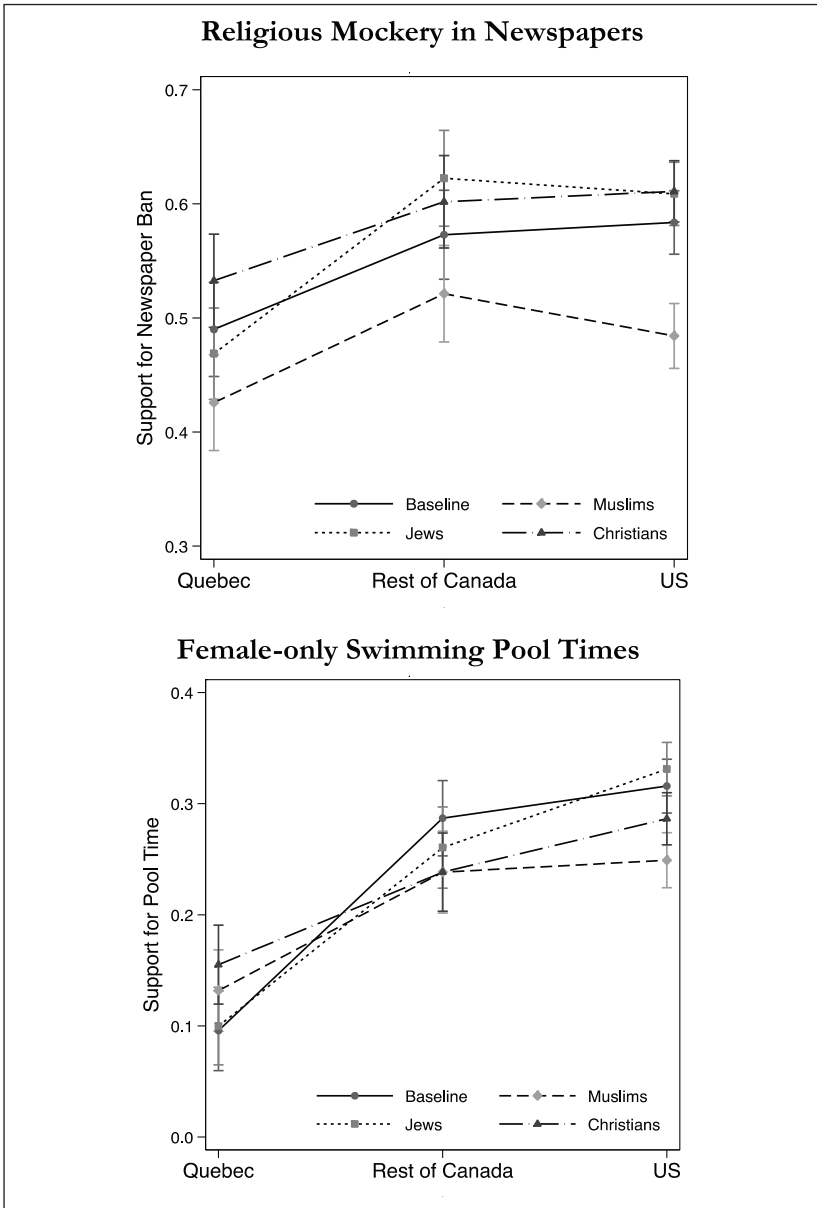 Religious Mockery in Newspapers
0.7
0.6
0.5
0.4
0.3
Support for Newspaper Ban
Baseline
Muslims
Jews
Christians
Quebec
Rest of Canada
US
Female-only Swimming Pool Times
0.4
0.3
0.2
0.1
0.0
Support for Pool Time
Baseline
Muslims
Jews
Christians
Quebec
Rest of Canada
US